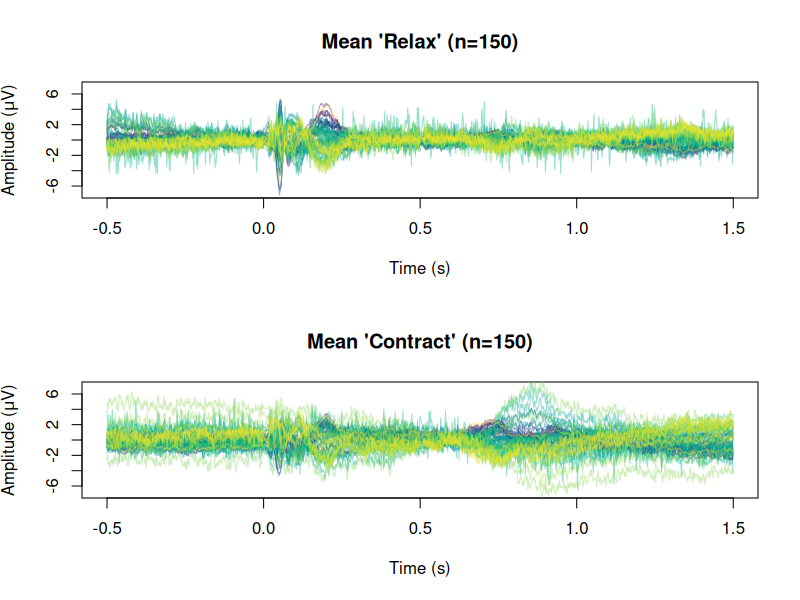 Mean 'Relax' (n=150)
Amplitude (µV)
6
2
-2
-6
-0.5 0.0 0.5 1.0 1.5
Time (s)
Mean 'Contract' (n=150)
Amplitude (µV)
6
2
-2
-6
-0.5 0.0 0.5 1.0 1.5
Time (s)